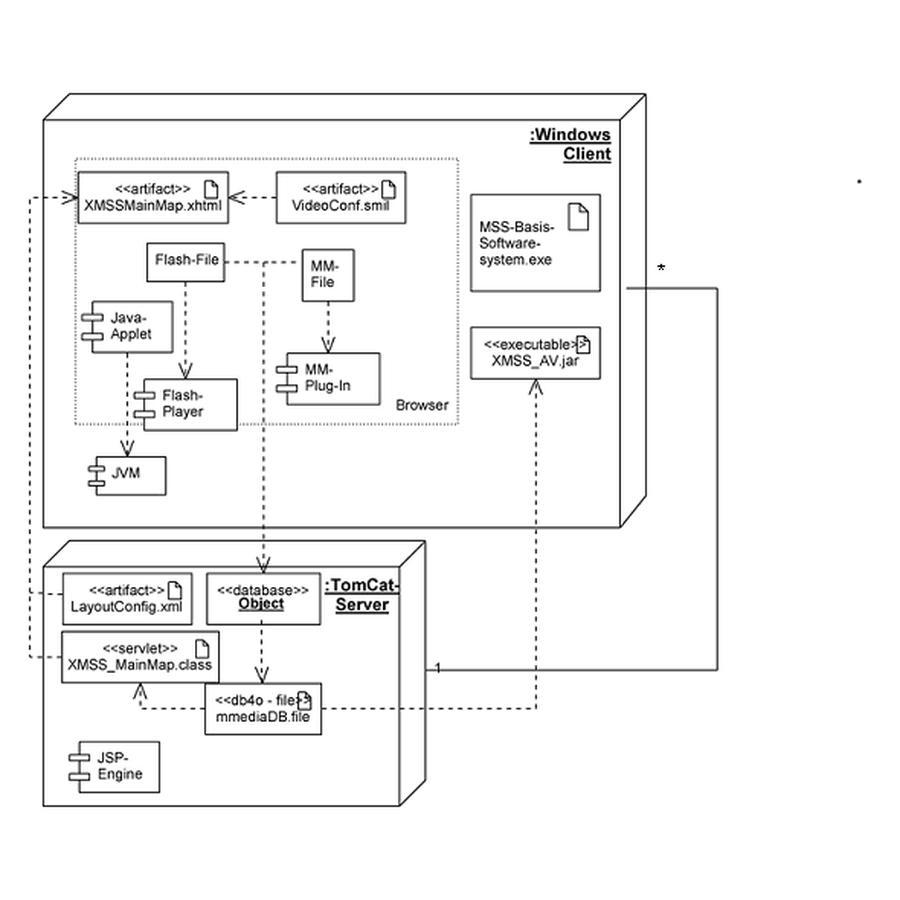 :Windows
Client
<<artifact>>
XMSSMainMap.xhtml
<<artifact>>
VideoConf.smil
MSS-Basis-
Software-
system.exe
Flash-File
MM-
File
*
Java-
Applet
<<executable>>
XMSS_AV.jar
MM-
Plug-In
Flash-
Player
Browser
JVM
<<artifact>>
LayoutConfig.xml
<<database>>
Object
:TomCat-
Server
<<servlet>>
XMSS_MainMap.class
1
<<db4o - file>>
mmediaDB.file
JSP-
Engine